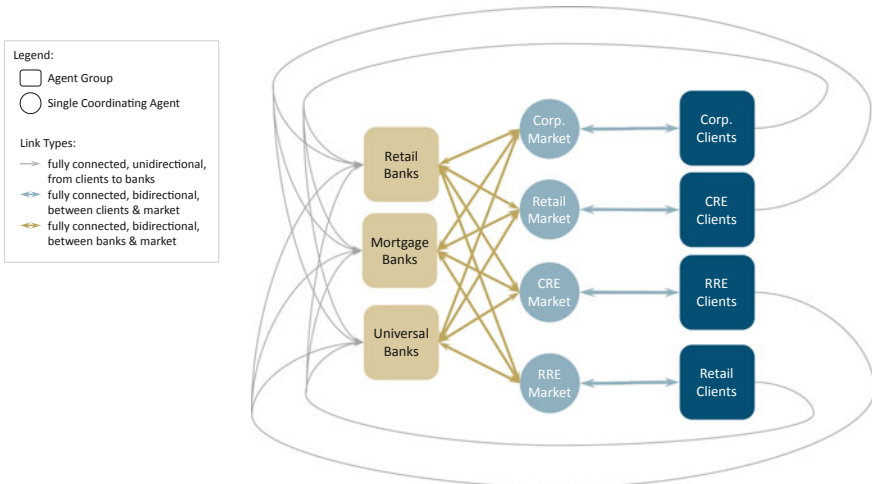 Legend:
Agent Group
Single Coordinating Agent
Link Types:
fully connected, unidirectional,
from clients to banks
fully connected, bidirectional,
between clients & market
fully connected, bidirectional,
between banks & market
Retail
Banks
Mortgage
Banks
Universal
Banks
Corp.
Market
Retail
Market
CRE
Market
RRE
Market
Corp.
Clients
CRE
Clients
RRE
Clients
Retail
Clients